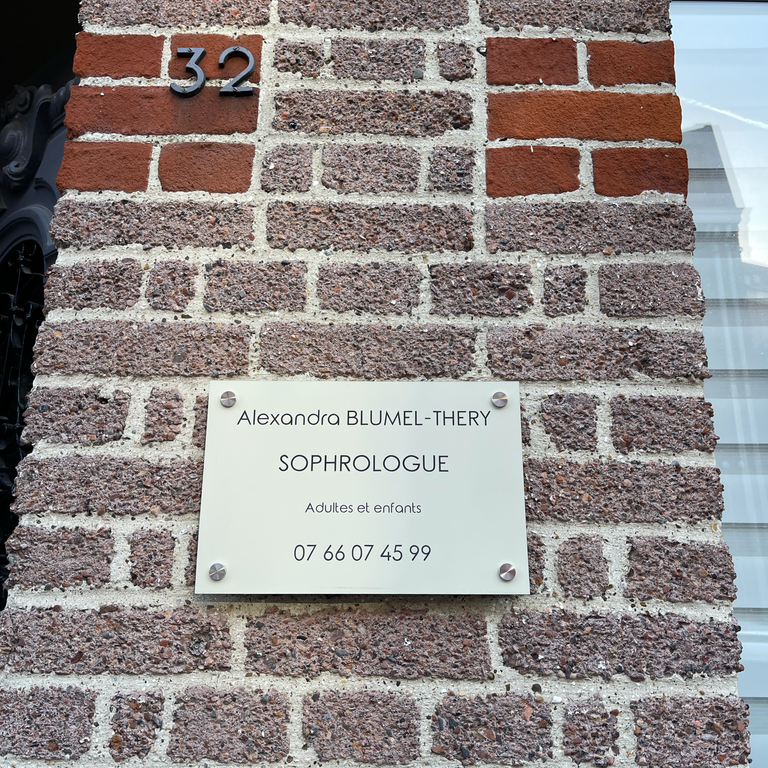 32
Alexandra BLUMEL-THERY
SOPHROLOGUE
Adultes et enfants
07 66 07 45 99